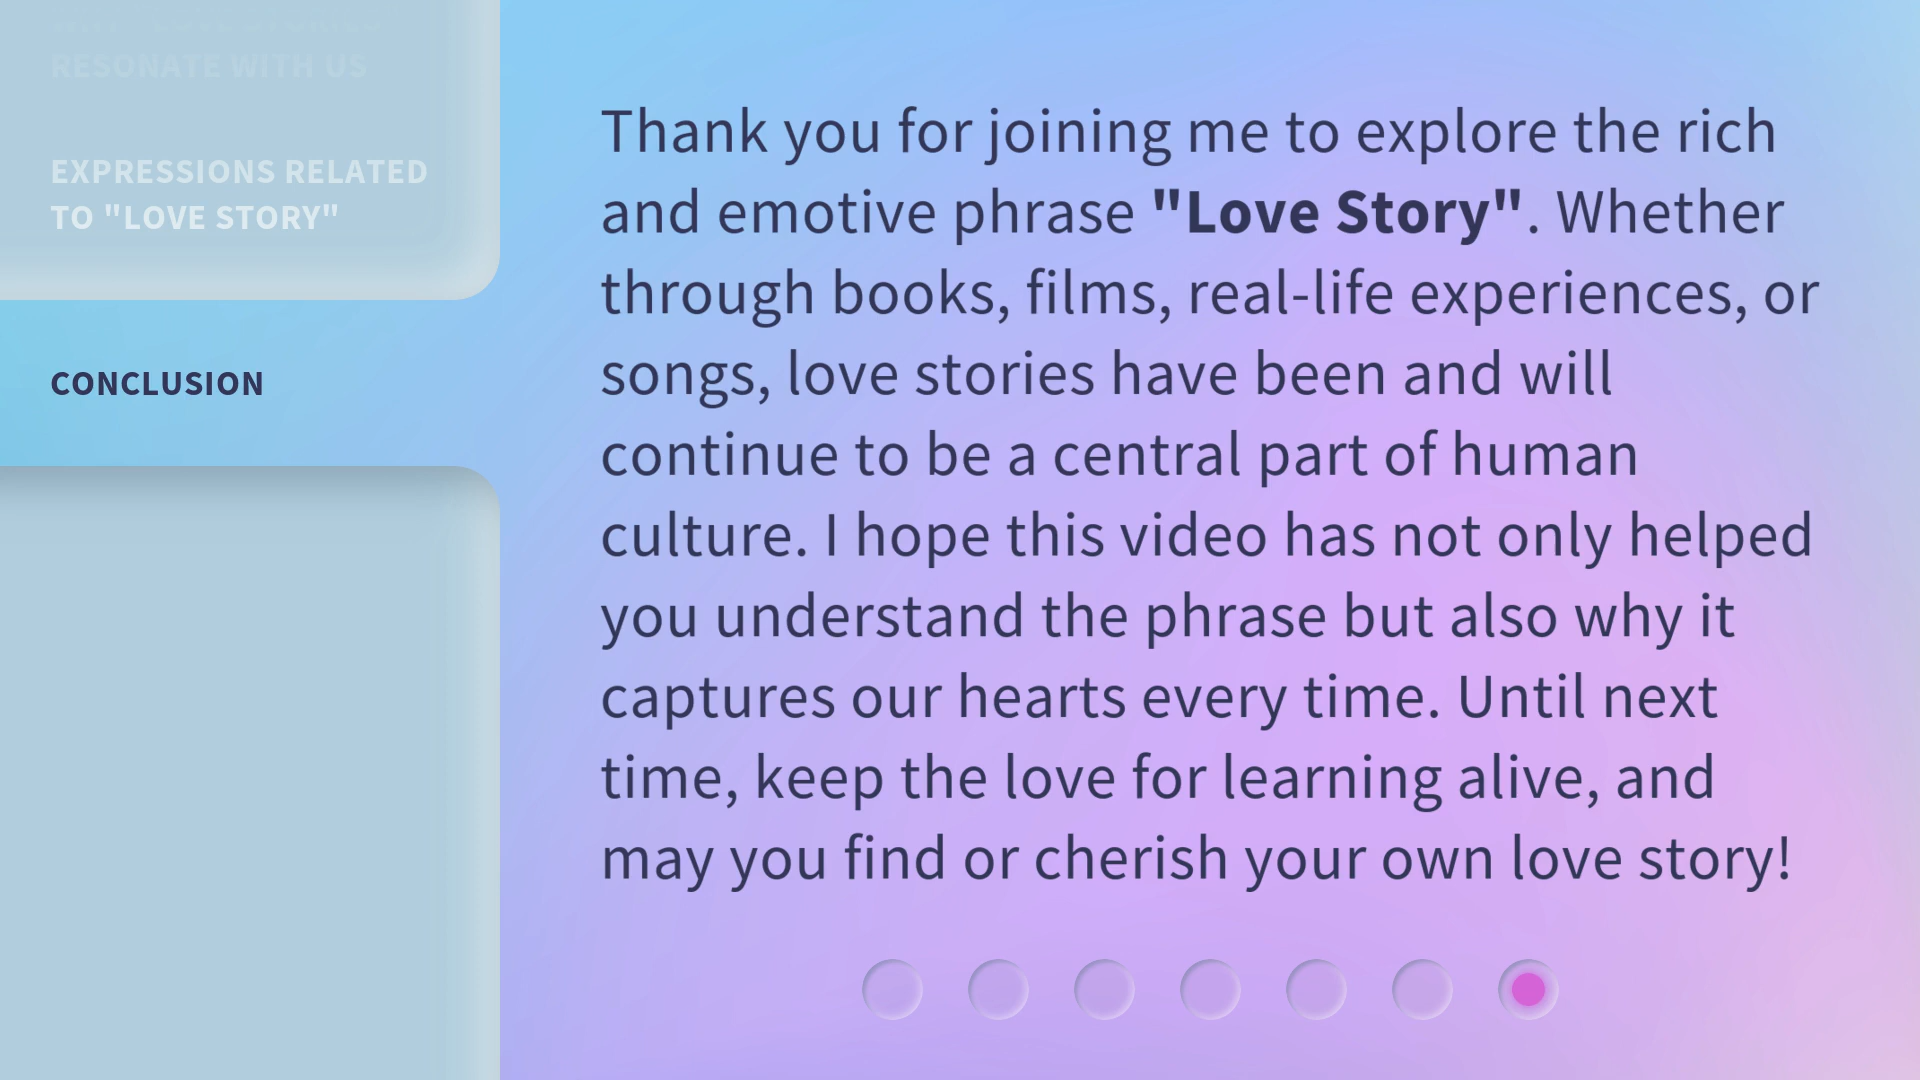 WHY "LOVE STORIES"
RESONATE WITH US
EXPRESSIONS RELATED
TO "LOVE STORY"
CONCLUSION
Thank you for joining me to explore the rich
and emotive phrase "Love Story". Whether
through books, films, real-life experiences, or
songs, love stories have been and will
continue to be a central part of human
culture. I hope this video has not only helped
you understand the phrase but also why it
captures our hearts every time. Until next
time, keep the love for learning alive, and
may you find or cherish your own love story!